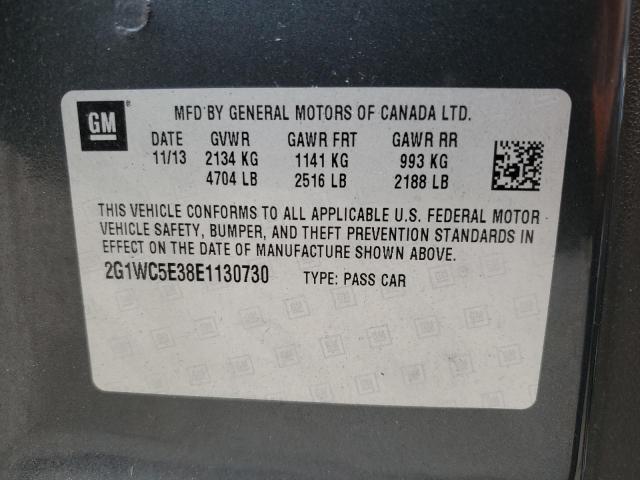 GM
MFD BY GENERAL MOTORS OF CANADA LTD.
DATE GVWR GAWR FRT GAWR RR
11/13 2134 KG 1141 KG 993 KG
4704 LB 2516 LB 2188 LB
THIS VEHICLE CONFORMS TO ALL APPLICABLE U.S. FEDERAL MOTOR
VEHICLE SAFETY, BUMPER, AND THEFT PREVENTION STANDARDS IN
EFFECT ON THE DATE OF MANUFACTURE SHOWN ABOVE.
2G1WC5E38E1130730 TYPE: PASS CAR